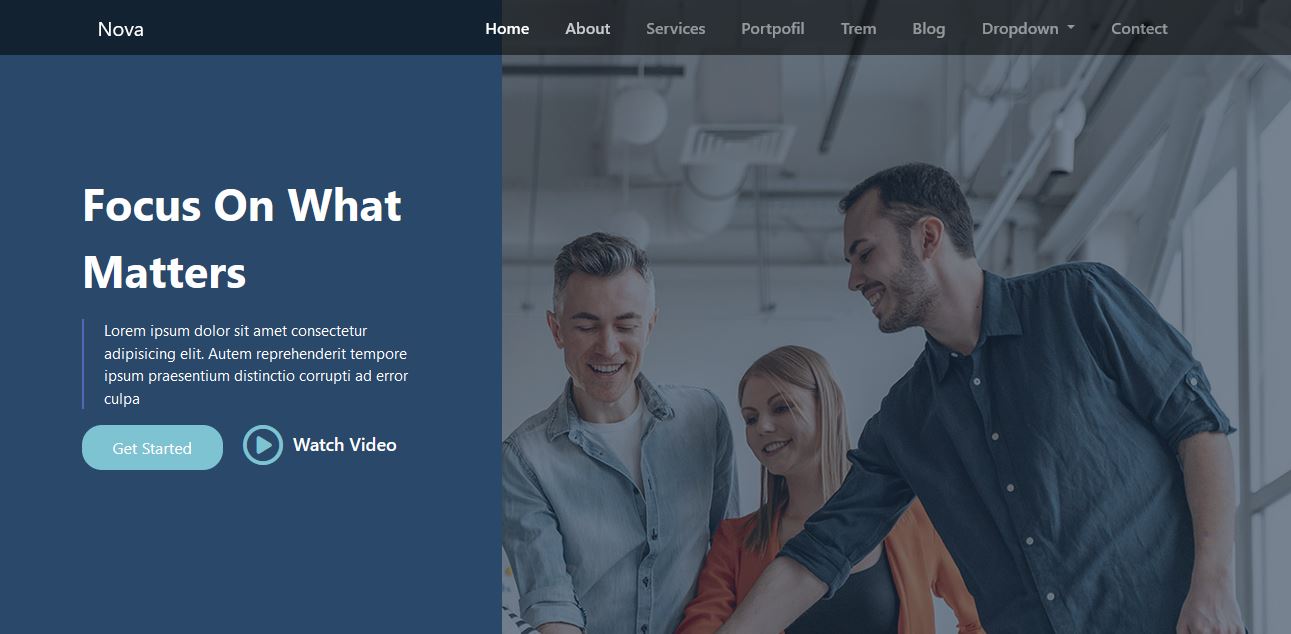 Nova Home About Services Portpofil Trem Blog Dropdown Contect
Focus On What
Matters
Lorem ipsum dolor sit amet consectetur
adipisicing elit. Autem reprehenderit tempore
ipsum praesentium distinctio corrupti ad error
culpa
Get Started Watch Video